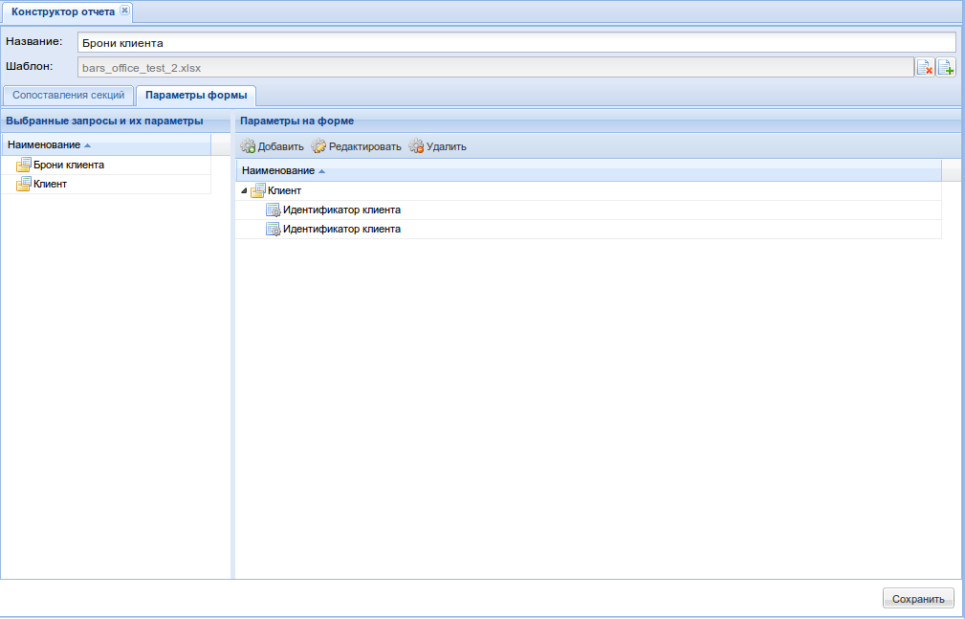 Конструктор отчета
Название: Брони клиента
Шаблон: bars_office_test_2.xlsx
Сопоставления секций Параметры формы
Выбранные запросы и их параметры Параметры на форме
Наименование
Брони клиента
Клиент
Добавить Редактировать Удалить
Наименование
Клиент
Идентификатор клиента
Идентификатор клиента
Сохранить